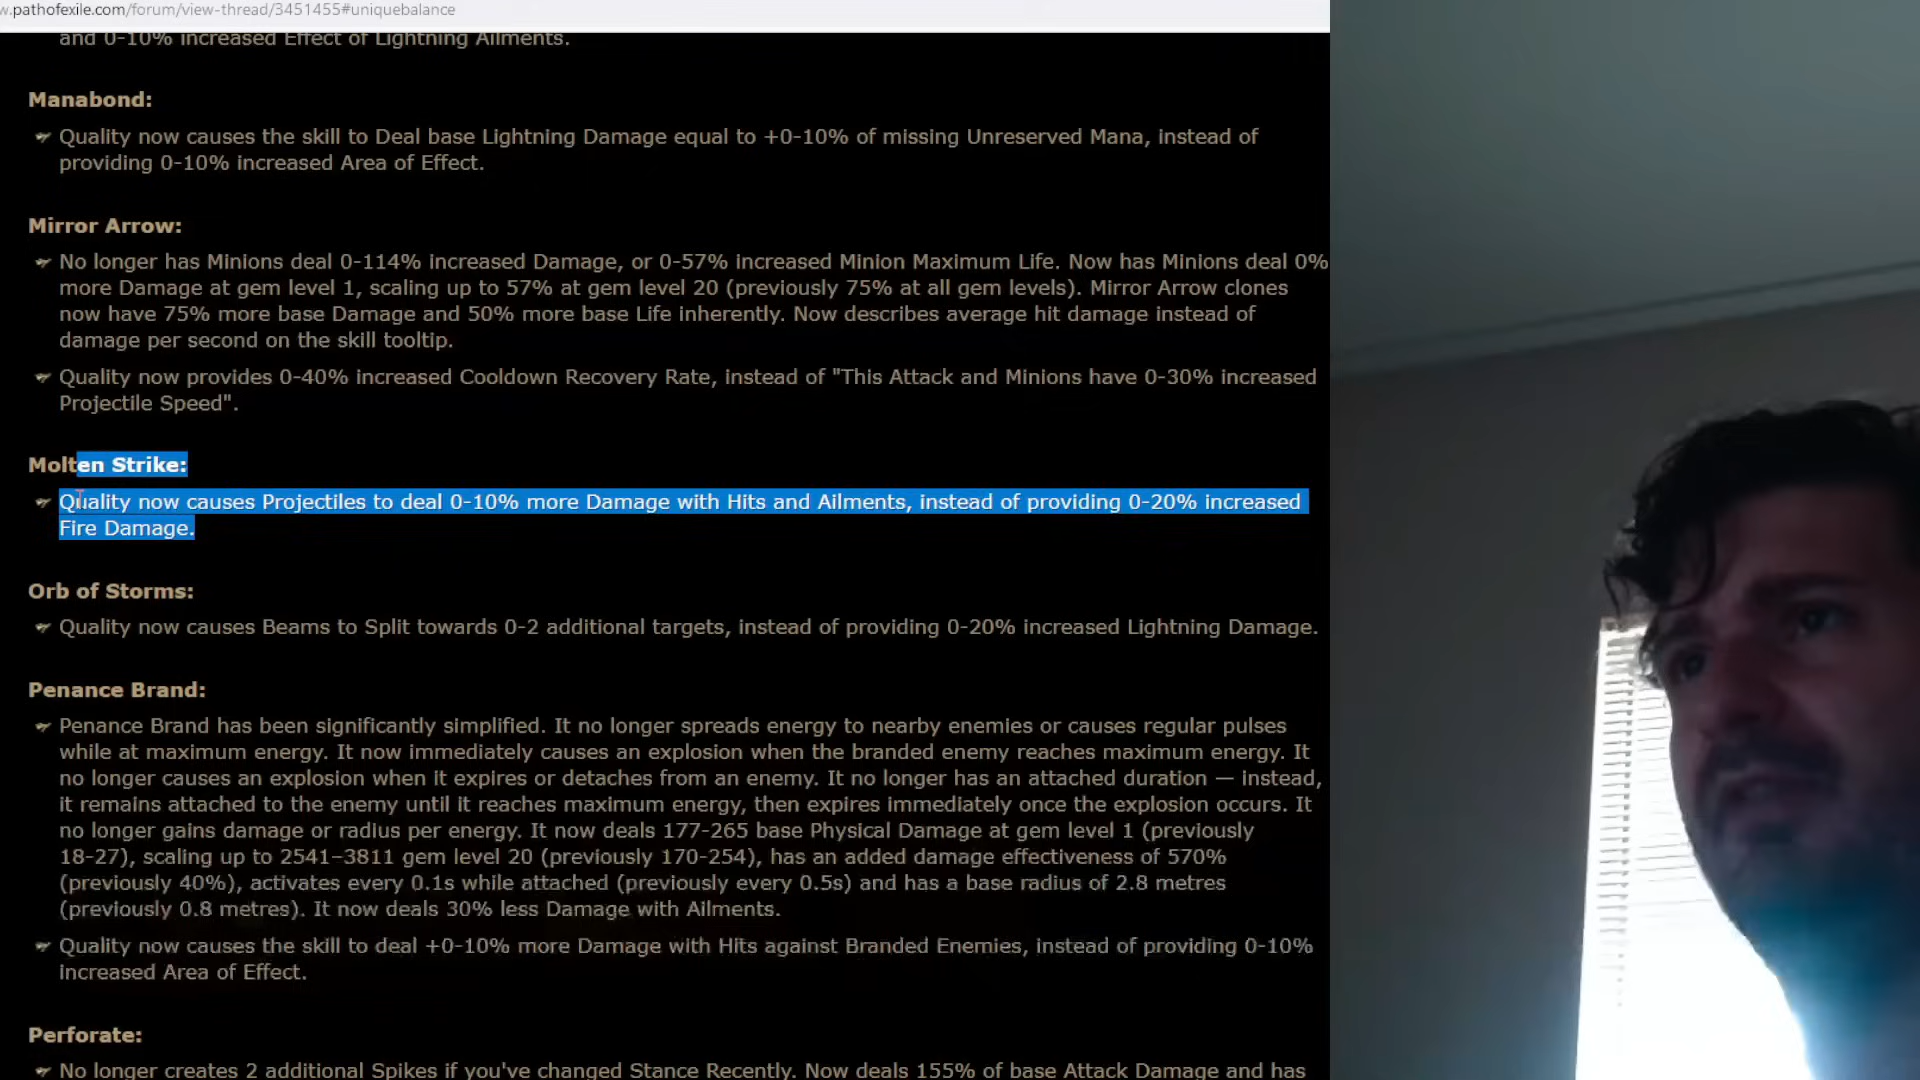 w.pathofexile.com/forum/view-thread/3451455#uniquebalance
and 0-10% increased Effect of Lightning Ailments.
Manabond:
Quality now causes the skill to Deal base Lightning Damage equal to +0-10% of missing Unreserved Mana, instead of
providing 0-10% increased Area of Effect.
Mirror Arrow:
No longer has Minions deal 0-114% increased Damage, or 0-57% increased Minion Maximum Life. Now has Minions deal 0%
more Damage at gem level 1, scaling up to 57% at gem level 20 (previously 75% at all gem levels). Mirror Arrow clones
now have 75% more base Damage and 50% more base Life inherently. Now describes average hit damage instead of
damage per second on the skill tooltip.
Quality now provides 0-40% increased Cooldown Recovery Rate, instead of "This Attack and Minions have 0-30% increased
Projectile Speed".
Molten Strike:
Quality now causes Projectiles to deal 0-10% more Damage with Hits and Ailments, instead of providing 0-20% increased
Fire Damage.
Orb of Storms:
Quality now causes Beams to Split towards 0-2 additional targets, instead of providing 0-20% increased Lightning Damage.
Penance Brand:
Penance Brand has been significantly simplified. It no longer spreads energy to nearby enemies or causes regular pulses
while at maximum energy. It now immediately causes an explosion when the branded enemy reaches maximum energy. It
no longer causes an explosion when it expires or detaches from an enemy. It no longer has an attached duration — instead,
it remains attached to the enemy until it reaches maximum energy, then expires immediately once the explosion occurs. It
no longer gains damage or radius per energy. It now deals 177-265 base Physical Damage at gem level 1 (previously
18-27), scaling up to 2541–3811 gem level 20 (previously 170-254), has an added damage effectiveness of 570%
(previously 40%), activates every 0.1s while attached (previously every 0.5s) and has a base radius of 2.8 metres
(previously 0.8 metres). It now deals 30% less Damage with Ailments.
Quality now causes the skill to deal +0-10% more Damage with Hits against Branded Enemies, instead of providing 0-10%
increased Area of Effect.
Perforate:
No longer creates 2 additional Spikes if you've changed Stance Recently. Now deals 155% of base Attack Damage and has